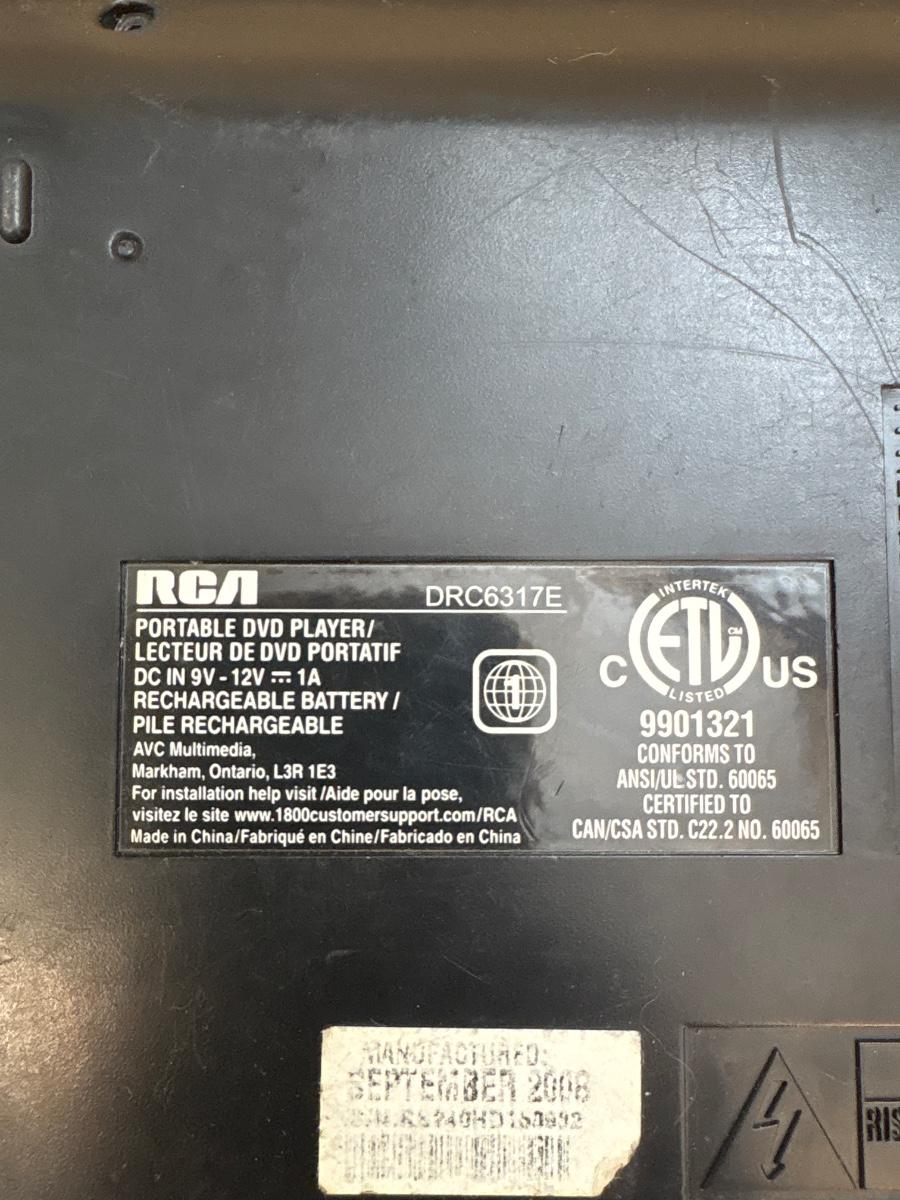 RCA DRC6317E
PORTABLE DVD PLAYER/
LECTEUR DE DVD PORTATIF
DC IN 9V - 12V ⎓ 1A
RECHARGEABLE BATTERY /
PILE RECHARGEABLE
AVC Multimedia,
Markham, Ontario, L3R 1E3
For installation help visit /Aide pour la pose,
visitez le site www.1800customersupport.com/RCA
Made in China/Fabriqué en Chine/Fabricado en China
1
INTERTEK
C ETL CM US
LISTED
9901321
CONFORMS TO
ANSI/UL STD. 60065
CERTIFIED TO
CAN/CSA STD. C22.2 NO. 60065
MANUFACTURED:
SEPTEMBER 2008
RIS